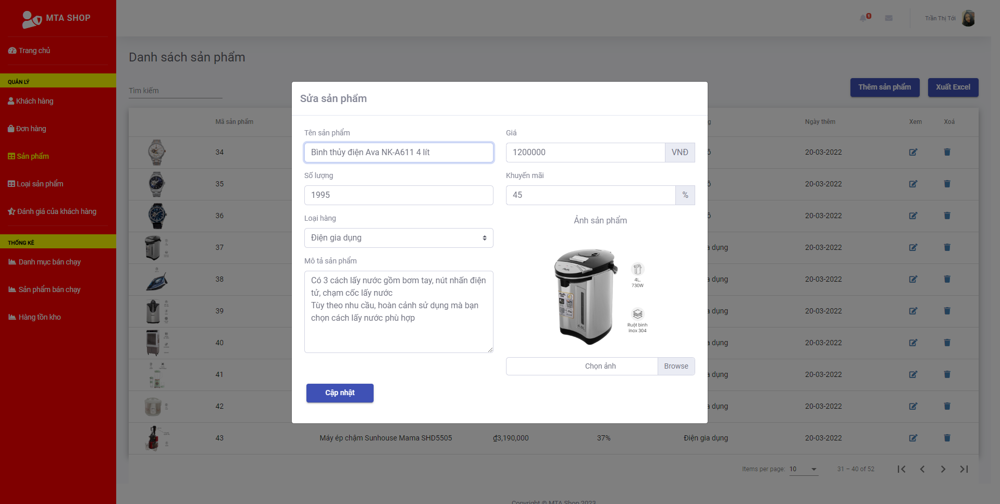 MTA SHOP
1
Trần Thị Tới
Trang chủ
QUẢN LÝ
Khách hàng
Đơn hàng
Sản phẩm
Loại sản phẩm
Đánh giá của khách hàng
THỐNG KÊ
Danh mục bán chạy
Sản phẩm bán chạy
Hàng tồn kho
Danh sách sản phẩm
Tìm kiếm
Thêm sản phẩm
Xuất Excel
Mã sản phẩm
g
Ngày thêm
Xem
Xoá
34
ồ
20-03-2022
35
ồ
20-03-2022
36
ồ
20-03-2022
37
a dụng
20-03-2022
38
a dụng
20-03-2022
39
a dụng
20-03-2022
40
a dụng
20-03-2022
41
a dụng
20-03-2022
42
a dụng
20-03-2022
43
Máy ép chậm Sunhouse Mama SHD5505
₫3,190,000
37%
Điện gia dụng
20-03-2022
Sửa sản phẩm
Tên sản phẩm
Bình thủy điện Ava NK-A611 4 lít
Giá
1200000
VNĐ
Số lượng
1995
Khuyến mãi
45
%
Loại hàng
Điện gia dụng
Mô tả sản phẩm
Có 3 cách lấy nước gồm bơm tay, nút nhấn điện
tử, chạm cốc lấy nước
Tùy theo nhu cầu, hoàn cảnh sử dụng mà bạn
chọn cách lấy nước phù hợp
Ảnh sản phẩm
AVA
4.0L
4L,
730W
Ruột bình
inox 304
Chọn ảnh
Browse
Cập nhật
Items per page:
10
31 – 40 of 52
Copyright © MTA Shop 2023